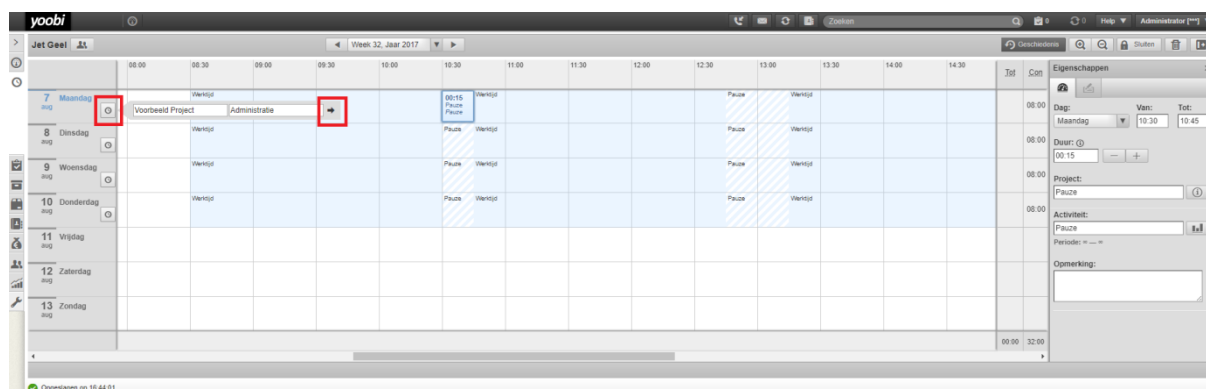 yoobi
Zoeken
0
0
Help
Administrator [***]
Jet Geel
Week 32, Jaar 2017
Geschiedenis
Sluiten
08:00 08:30 09:00 09:30 10:00 10:30 11:00 11:30 12:00 12:30 13:00 13:30 14:00 14:30
Tot Con
Eigenschappen
7 Maandag
aug
Werktijd
00:15
Pauze
Pauze
Werktijd
Pauze
Werktijd
08:00
Voorbeeld Project
Administratie
8 Dinsdag
aug
Werktijd
Pauze
Werktijd
Pauze
Werktijd
08:00
9 Woensdag
aug
Werktijd
Pauze
Werktijd
Pauze
Werktijd
08:00
10 Donderdag
aug
Werktijd
Pauze
Werktijd
Pauze
Werktijd
08:00
11 Vrijdag
aug
12 Zaterdag
aug
13 Zondag
aug
00:00 32:00
Dag: Van: Tot:
Maandag 10:30 10:45
Duur:
00:15 — +
Project:
Pauze
Activiteit:
Pauze
Periode: = — =
Opmerking:
Opgeslagen op 16:44:01